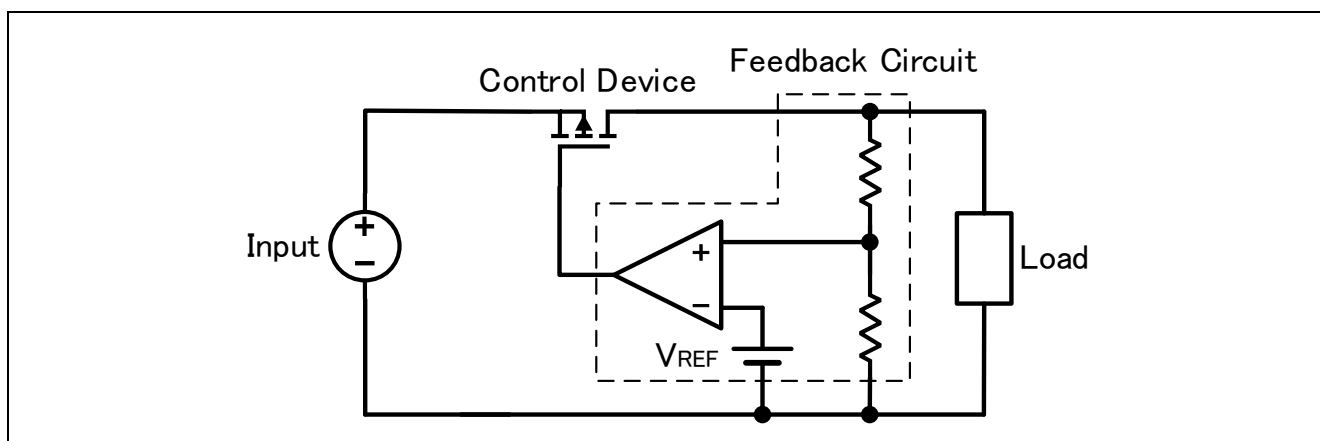 Feedback Circuit
Control Device
+
−
Input
+
−
Load
VREF